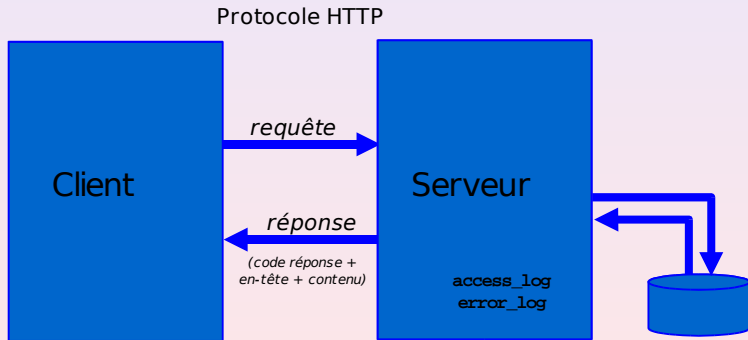 Protocole HTTP
requête
Client
Serveur
réponse
(code réponse +
en-tête + contenu)
access_log
error_log